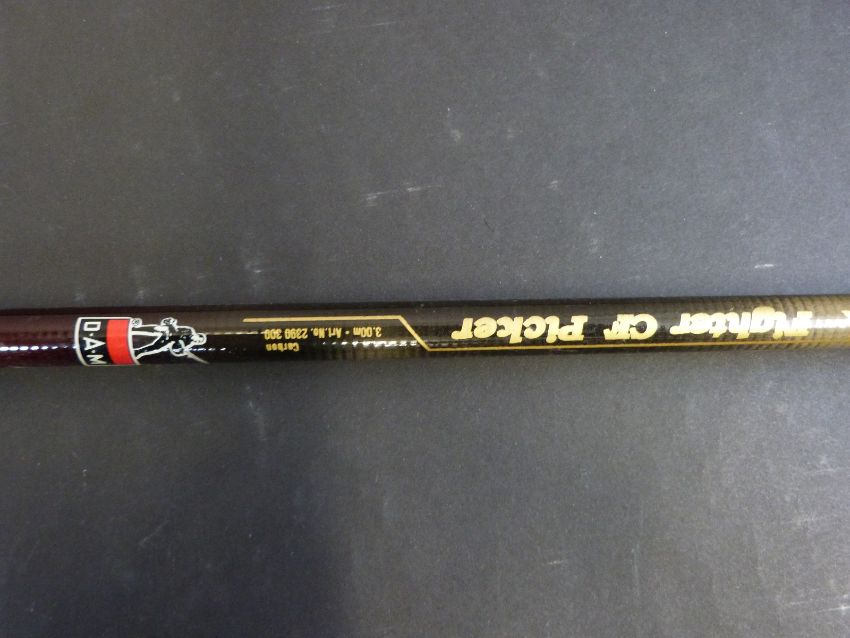 Fighter CF Picker
3.00m • Art.No. 2390 300
Carbon
D·A·M